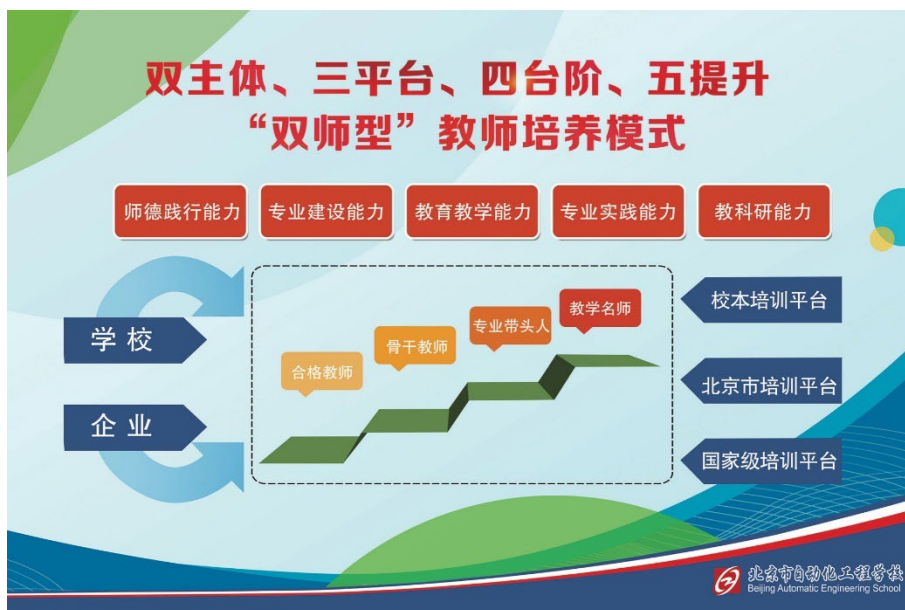 双主体、三平台、四台阶、五提升
“双师型”教师培养模式
师德践行能力
专业建设能力
教育教学能力
专业实践能力
教科研能力
学校
企业
合格教师
骨干教师
专业带头人
教学名师
校本培训平台
北京市培训平台
国家级培训平台
北京市自动化工程学校
Beijing Automatic Engineering School